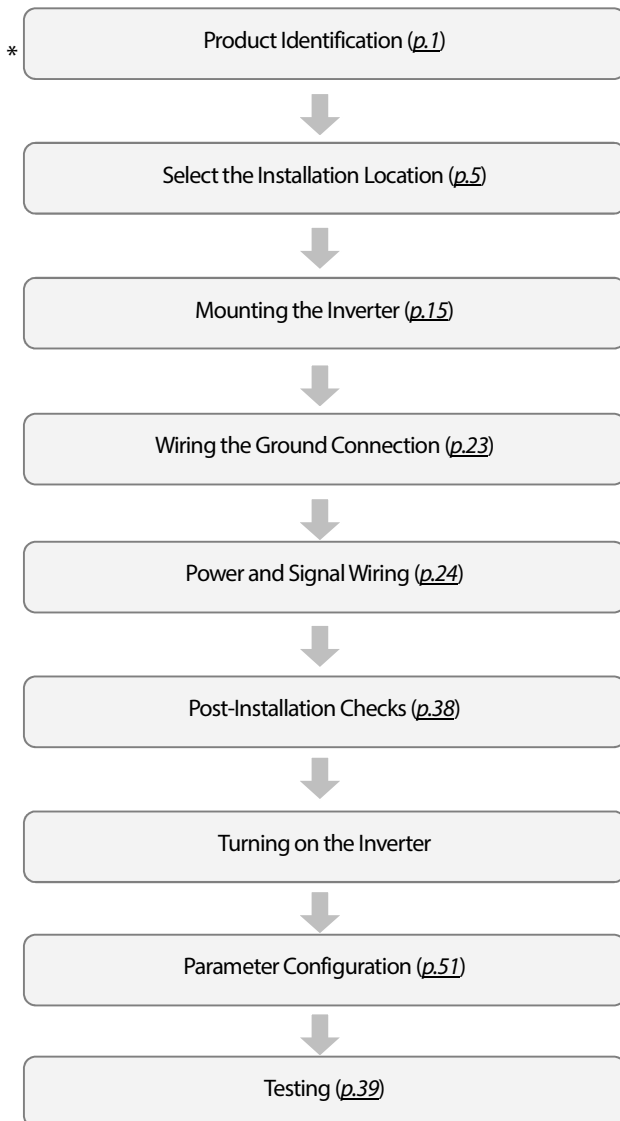 * Product Identification (p.1)
Select the Installation Location (p.5)
Mounting the Inverter (p.15)
Wiring the Ground Connection (p.23)
Power and Signal Wiring (p.24)
Post-Installation Checks (p.38)
Turning on the Inverter
Parameter Configuration (p.51)
Testing (p.39)